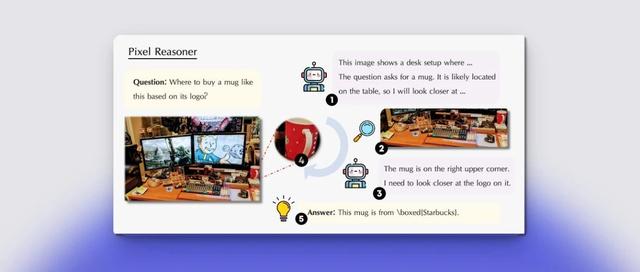 Pixel Reasoner
Question: Where to buy a mug like
this based on its logo?
This image shows a desk setup where ...
The question asks for a mug. It is likely located
on the table, so I will look closer at ...
1
2
4
The mug is on the right upper corner.
I need to look closer at the logo on it.
3
5
Answer: This mug is from \boxed{Starbucks}.